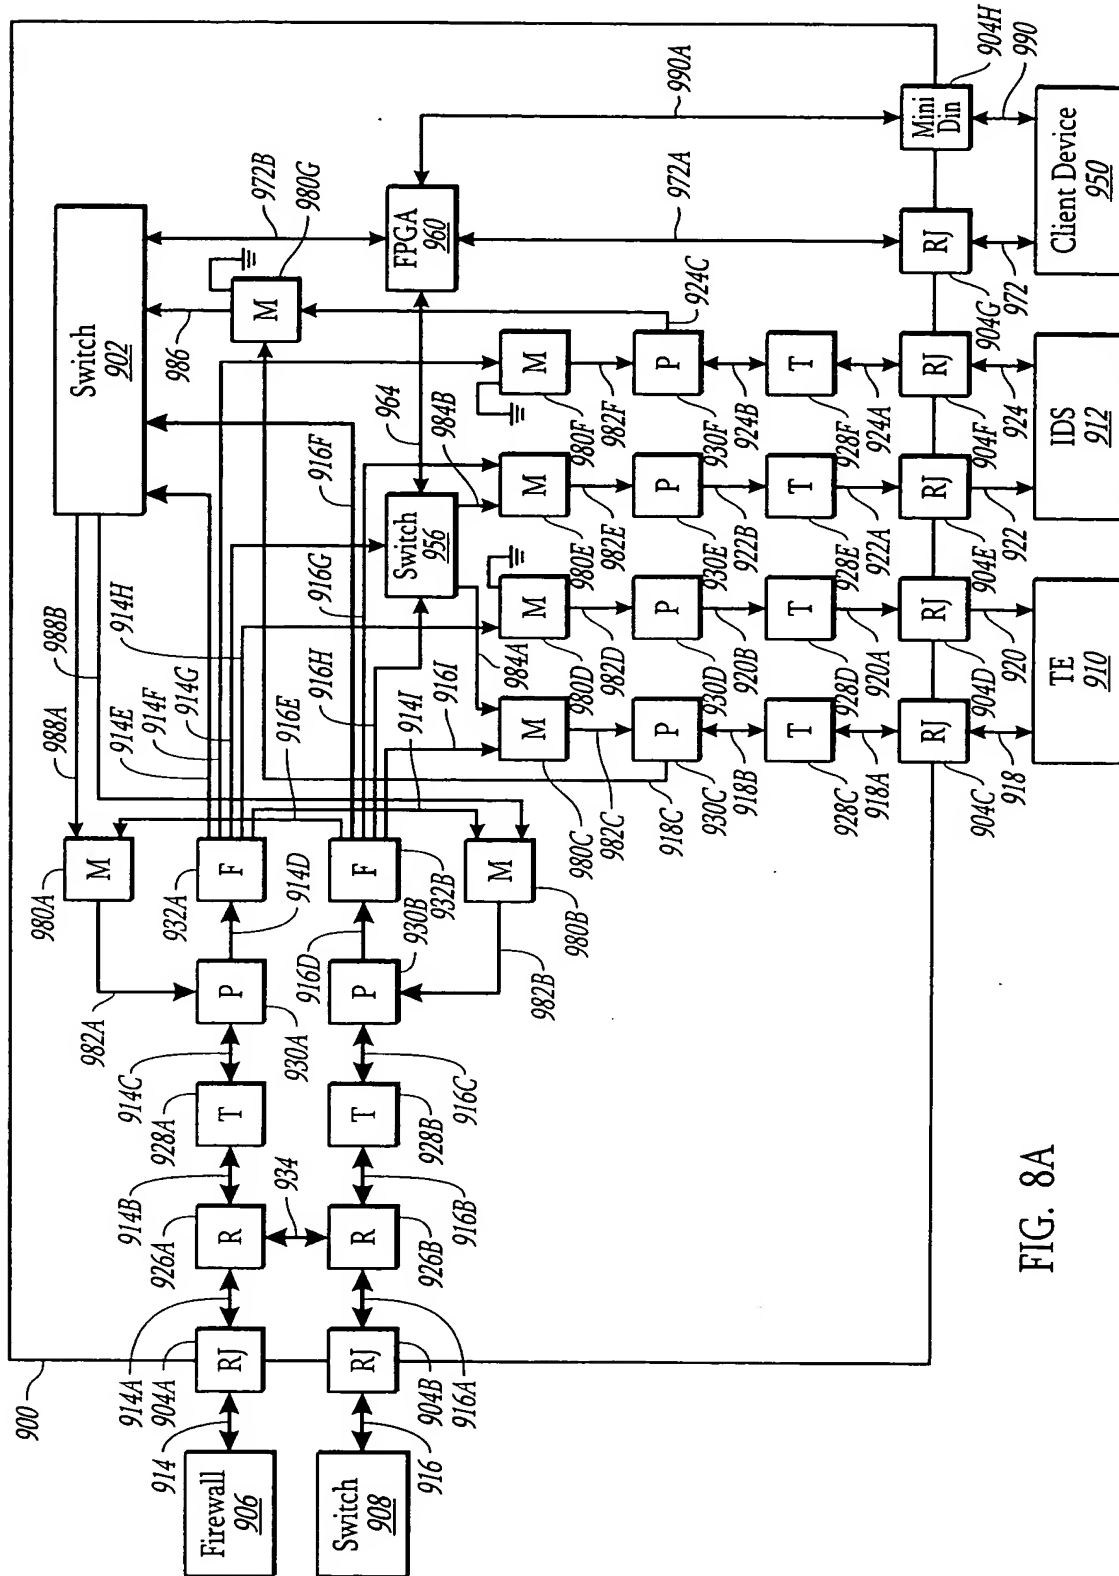 900
914
914A
904A
926A
914B
928A
914C
982A
980A
932A
988A
988B
914E
914F
914G
914H
916E
916F
916G
916H
914I
916I
Switch
902
986
972B
980G
M
M
Firewall
906
RJ
R
T
P
F
914D
930A
934
916D
930B
932B
Switch
908
RJ
R
T
P
F
M
916
904B
916A
926B
916B
928B
916C
982B
980B
964
984B
984A
Switch
956
FPGA
960
990A
972A
924C
918C
M
M
M
M
980C
980D
980E
980F
982C
982D
982E
982F
P
P
P
P
930C
930D
930E
930F
918B
920B
922B
924B
T
T
T
T
928C
928D
928E
928F
918A
920A
922A
924A
RJ
RJ
RJ
RJ
RJ
Mini
Din
904C
904D
904E
904F
904G
904H
918
920
922
924
972
990
TE
910
IDS
912
Client Device
950
FIG. 8A